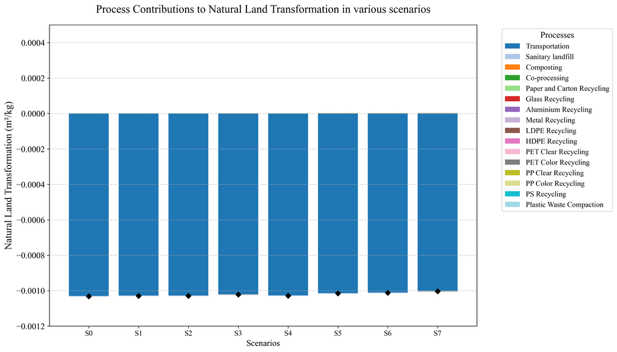 Process Contributions to Natural Land Transformation in various scenarios
Natural Land Transformation (m²/kg)
0.0004
0.0002
0.0000
−0.0002
−0.0004
−0.0006
−0.0008
−0.0010
−0.0012
S0 S1 S2 S3 S4 S5 S6 S7
Scenarios
Processes
Transportation
Sanitary landfill
Composting
Co-processing
Paper and Carton Recycling
Glass Recycling
Aluminium Recycling
Metal Recycling
LDPE Recycling
HDPE Recycling
PET Clear Recycling
PET Color Recycling
PP Clear Recycling
PP Color Recycling
PS Recycling
Plastic Waste Compaction